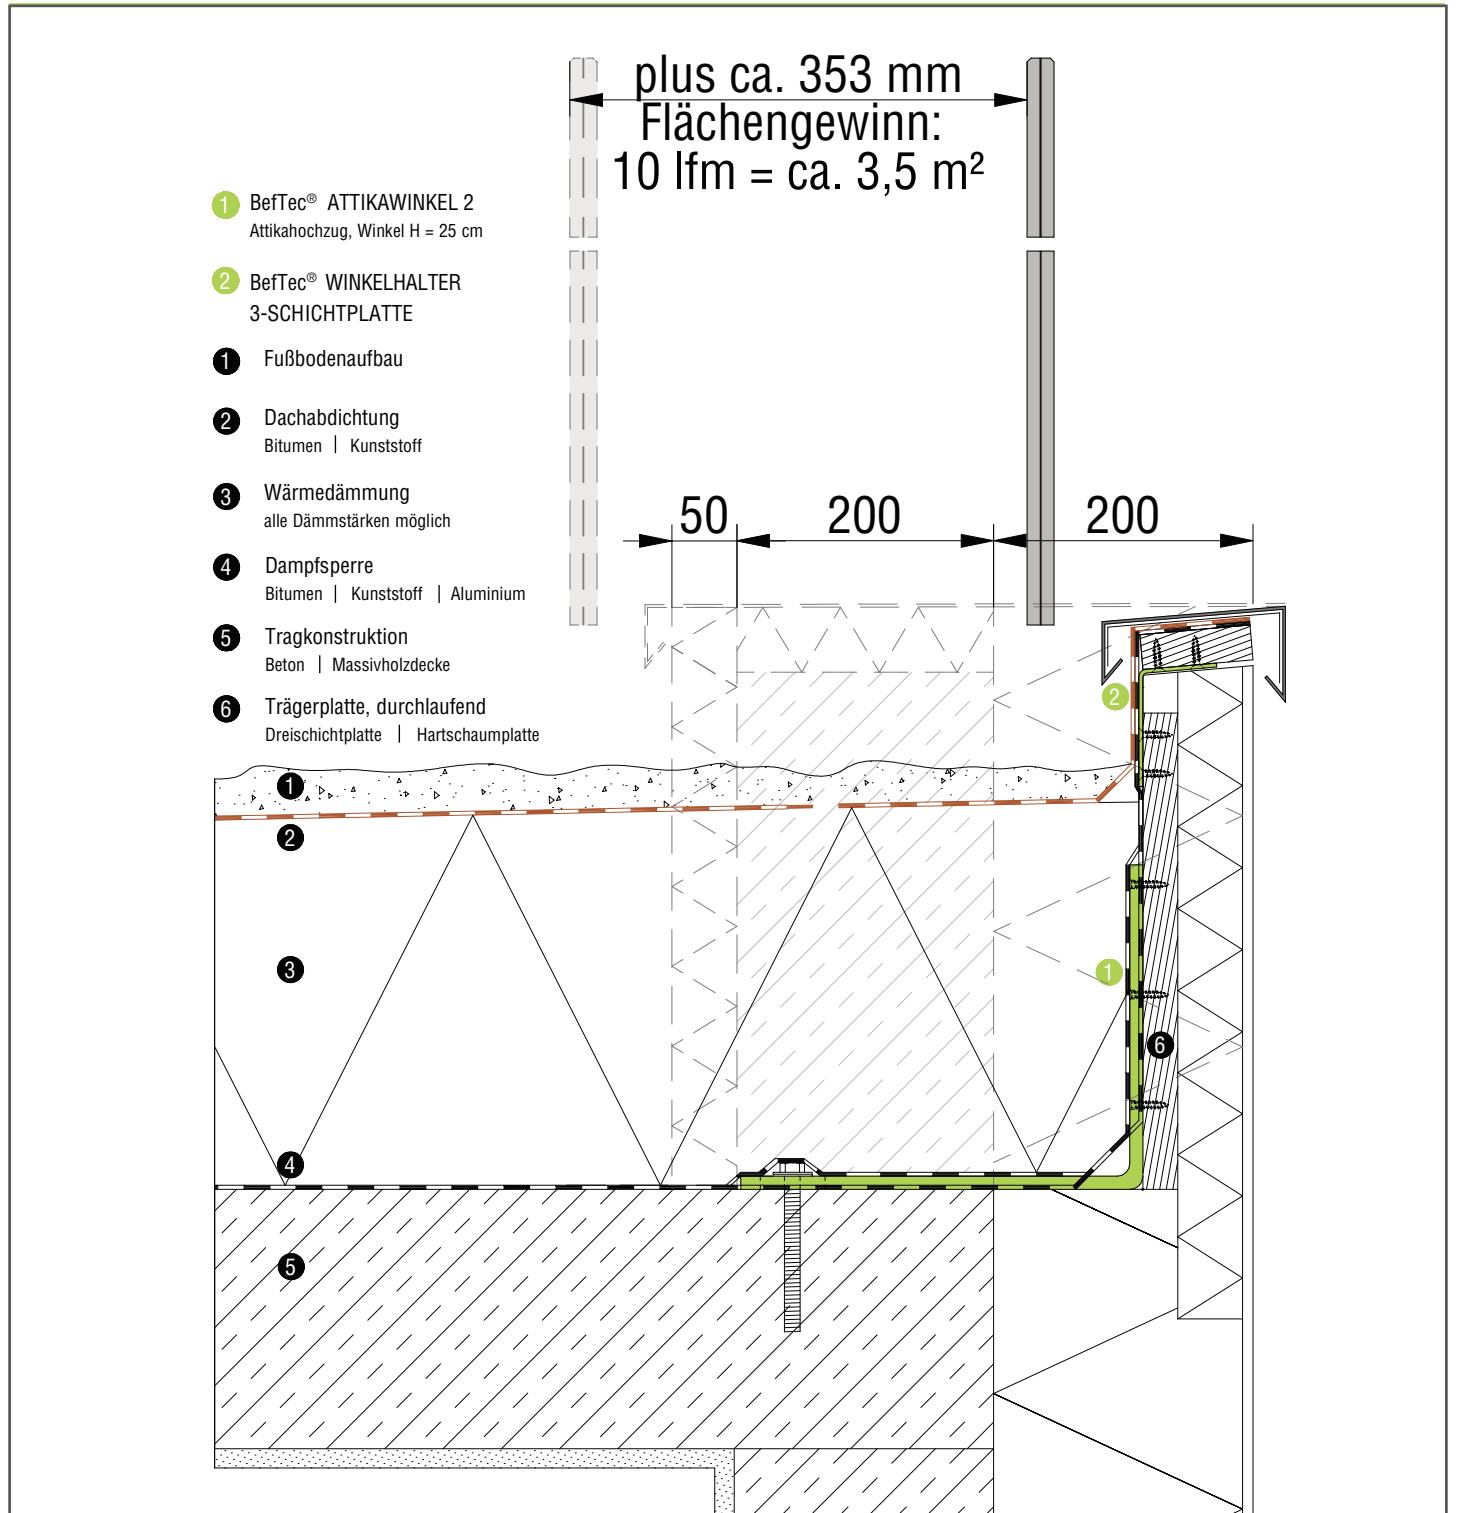 plus ca. 353 mm
Flächengewinn:
10 lfm = ca. 3,5 m²
1 BefTec® ATTIKAWINKEL 2
Attikahochzug, Winkel H = 25 cm
2 BefTec® WINKELHALTER
3-SCHICHTPLATTE
1 Fußbodenaufbau
2 Dachabdichtung
Bitumen | Kunststoff
3 Wärmedämmung
alle Dämmstärken möglich
4 Dampfsperre
Bitumen | Kunststoff | Aluminium
5 Tragkonstruktion
Beton | Massivholzdecke
6 Trägerplatte, durchlaufend
Dreischichtplatte | Hartschaumplatte
50 200 200
2
1
2
3
1
6
4
5